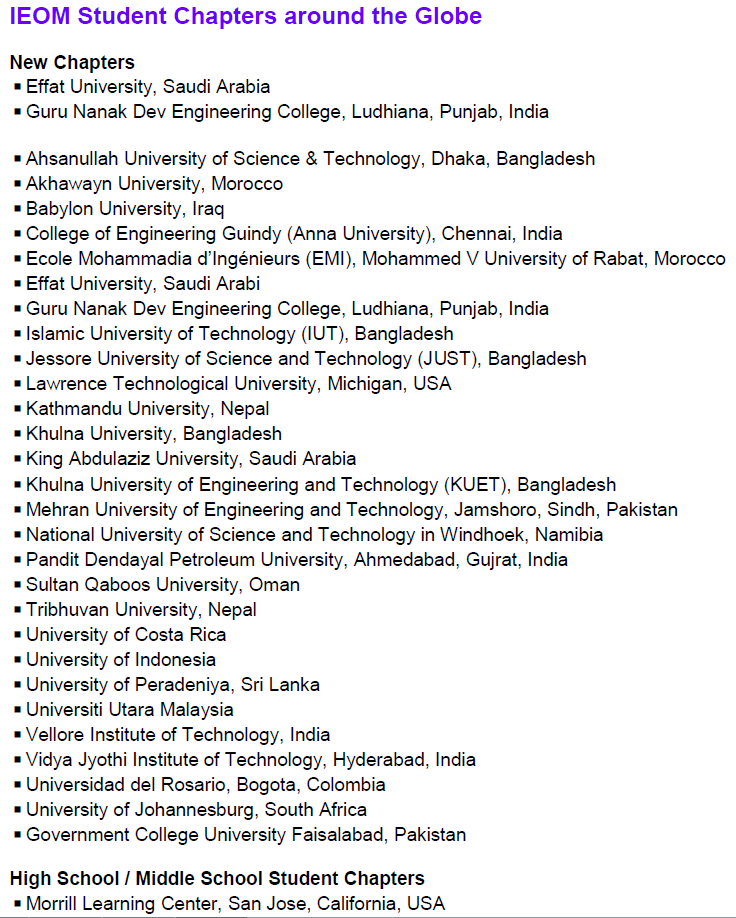 IEOM Student Chapters around the Globe
New Chapters
▪ Effat University, Saudi Arabia
▪ Guru Nanak Dev Engineering College, Ludhiana, Punjab, India
▪ Ahsanullah University of Science & Technology, Dhaka, Bangladesh
▪ Akhawayn University, Morocco
▪ Babylon University, Iraq
▪ College of Engineering Guindy (Anna University), Chennai, India
▪ Ecole Mohammadia d’Ingénieurs (EMI), Mohammed V University of Rabat, Morocco
▪ Effat University, Saudi Arabi
▪ Guru Nanak Dev Engineering College, Ludhiana, Punjab, India
▪ Islamic University of Technology (IUT), Bangladesh
▪ Jessore University of Science and Technology (JUST), Bangladesh
▪ Lawrence Technological University, Michigan, USA
▪ Kathmandu University, Nepal
▪ Khulna University, Bangladesh
▪ King Abdulaziz University, Saudi Arabia
▪ Khulna University of Engineering and Technology (KUET), Bangladesh
▪ Mehran University of Engineering and Technology, Jamshoro, Sindh, Pakistan
▪ National University of Science and Technology in Windhoek, Namibia
▪ Pandit Dendayal Petroleum University, Ahmedabad, Gujrat, India
▪ Sultan Qaboos University, Oman
▪ Tribhuvan University, Nepal
▪ University of Costa Rica
▪ University of Indonesia
▪ University of Peradeniya, Sri Lanka
▪ Universiti Utara Malaysia
▪ Vellore Institute of Technology, India
▪ Vidya Jyothi Institute of Technology, Hyderabad, India
▪ Universidad del Rosario, Bogota, Colombia
▪ University of Johannesburg, South Africa
▪ Government College University Faisalabad, Pakistan
High School / Middle School Student Chapters
▪ Morrill Learning Center, San Jose, California, USA